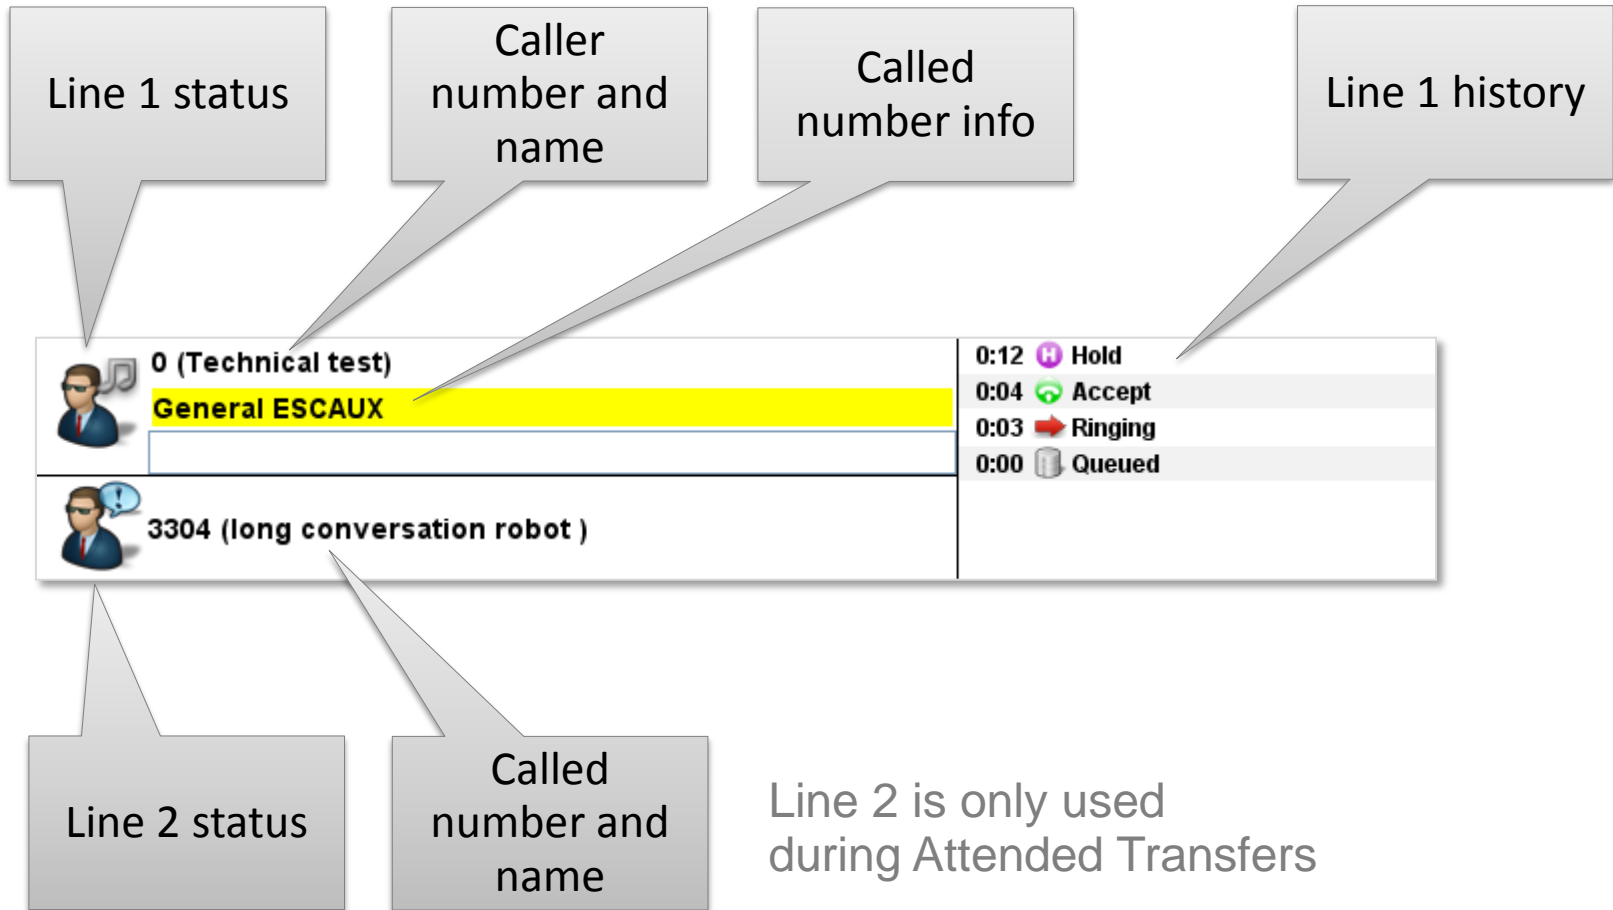 Line 1 status
Caller
number and
name
Called
number info
Line 1 history
0 (Technical test)
General ESCAUX
0:12 H Hold
0:04 Accept
0:03 Ringing
0:00 Queued
3304 (long conversation robot )
Line 2 status
Called
number and
name
Line 2 is only used
during Attended Transfers